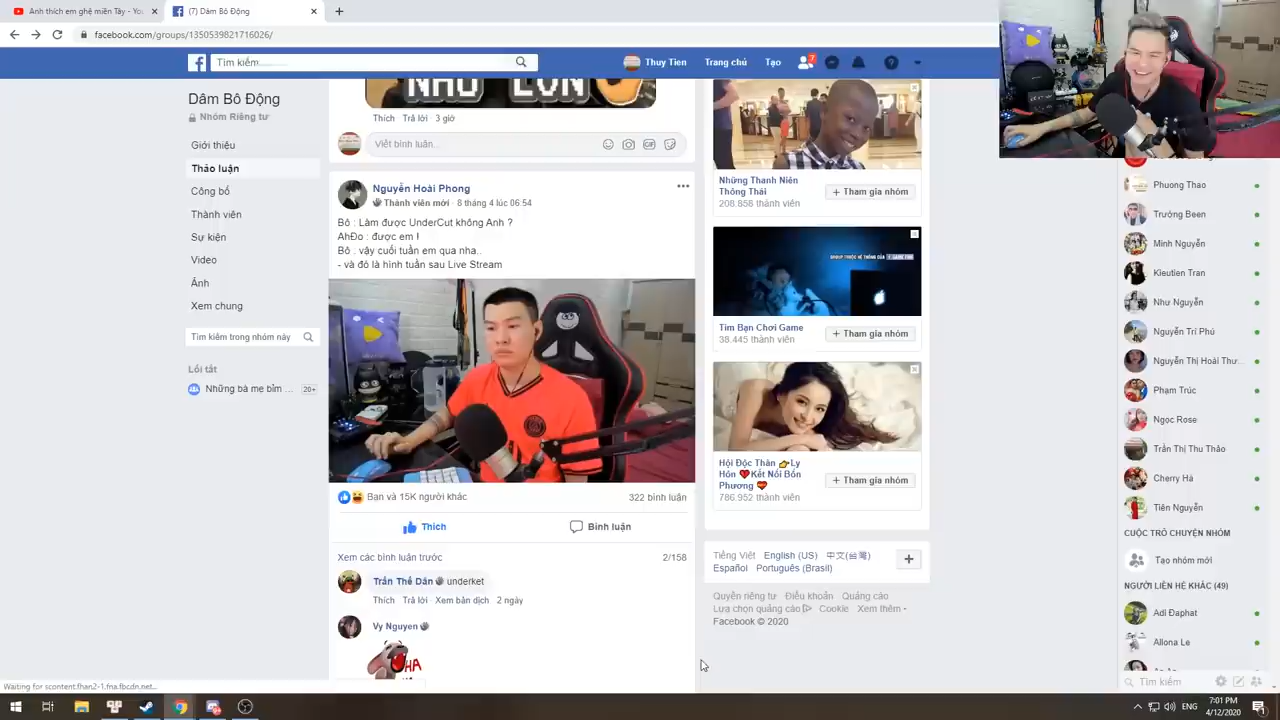 Anh thích em ghệ miền Tây - You
(7) Dâm Bô Động
facebook.com/groups/1350539821716026/
Tìm kiếm
Thuy Tien
Trang chủ
Tạo
7
Dâm Bô Động
Nhóm Riêng tư
Giới thiệu
Thảo luận
Công bố
Thành viên
Sự kiện
Video
Ảnh
Xem chung
Tìm kiếm trong nhóm này
Lối tắt
Những bà mẹ bỉm ...
20+
NHƯ LON
Thích Trả lời 3 giờ
Viết bình luận...
GIF
Nguyễn Hoài Phong
Thành viên mới · 8 tháng 4 lúc 06:54
Bô : Làm được UnderCut không Anh ?
AhĐo : được em !
Bô : vậy cuối tuần em qua nha..
- và đó là hình tuần sau Live Stream
Bạn và 15K người khác
322 bình luận
Thích
Bình luận
Xem các bình luận trước
2/158
Trần Thế Dân underket
Thích Trả lời Xem bản dịch 2 ngày
Vy Nguyen
HA
Những Thanh Niên
Thông Thái
208.858 thành viên
+ Tham gia nhóm
GROUP THUỘC HỆ THỐNG CỦA
Tìm Bạn Chơi Game
38.445 thành viên
+ Tham gia nhóm
Hội Độc Thân 👉Ly
Hôn ❤️Kết Nối Bốn
Phương 💝
786.952 thành viên
+ Tham gia nhóm
Tiếng Việt English (US) 中文(台灣)
Español Português (Brasil)
Quyền riêng tư Điều khoản Quảng cáo
Lựa chọn quảng cáo Cookie Xem thêm
Facebook © 2020
Phuong Thao
Trường Been
Minh Nguyễn
Kieutien Tran
Như Nguyễn
Nguyễn Trí Phú
Nguyễn Thị Hoài Thư...
Phạm Trúc
Ngọc Rose
Trần Thị Thu Thảo
Cherry Hà
Tiên Nguyễn
CUỘC TRÒ CHUYỆN NHÓM
Tạo nhóm mới
NGƯỜI LIÊN HỆ KHÁC (49)
Adi Đaphat
Allona Le
Tìm kiếm
Waiting for scontent.fhan2-1.fna.fbcdn.net...
ENG
7:01 PM
4/12/2020